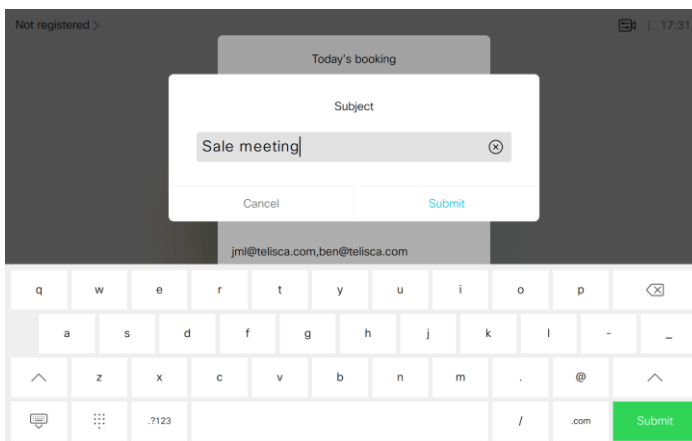 Not registered >
17:31
Today's booking
Subject
Sale meeting
Cancel Submit
jml@telisca.com,ben@telisca.com
q w e r t y u i o p
a s d f g h j k l - _
z x c v b n m . @
.?123 / .com Submit